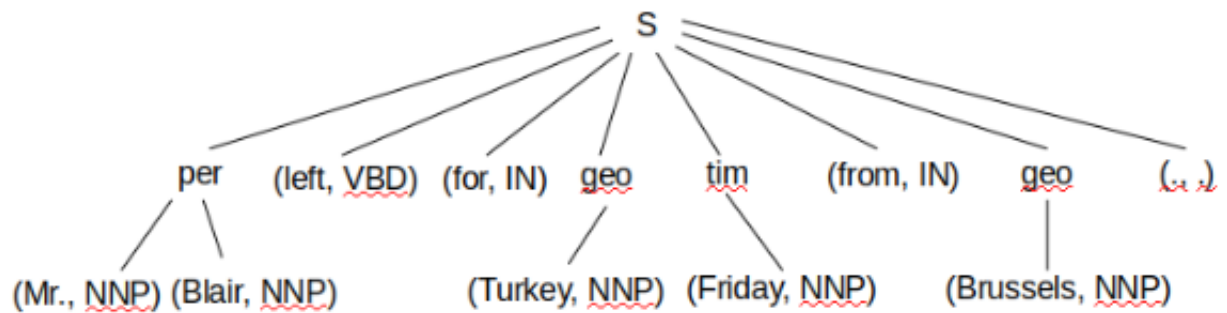 S
per (left, VBD) (for, IN) geo tim (from, IN) geo (., .)
(Mr., NNP) (Blair, NNP) (Turkey, NNP) (Friday, NNP) (Brussels, NNP)